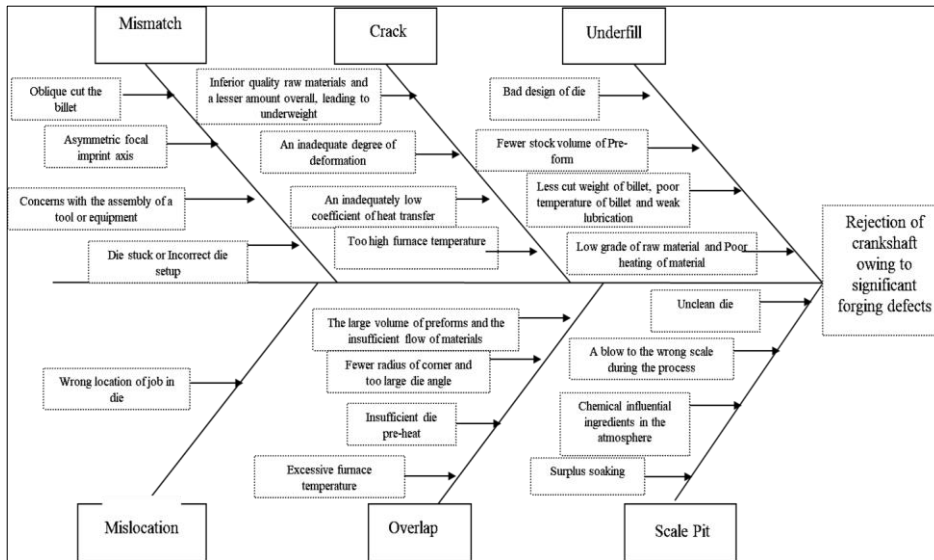 Mismatch
Crack
Underfill
Oblique cut the
billet
Asymmetric focal
imprint axis
Concerns with the assembly of a
tool or equipment
Die stuck or Incorrect die
setup
Inferior quality raw materials and
a lesser amount overall, leading to
underweight
An inadequate degree of
deformation
An inadequately low
coefficient of heat transfer
Too high furnace temperature
Bad design of die
Fewer stock volume of Pre-
form
Less cut weight of billet, poor
temperature of billet and weak
lubrication
Low grade of raw material and Poor
heating of material
Rejection of
crankshaft
owing to
significant
forging defects
Wrong location of job in
die
The large volume of preforms and the
insufficient flow of materials
Fewer radius of corner and
too large die angle
Insufficient die
pre-heat
Excessive furnace
temperature
Unclean die
A blow to the wrong scale
during the process
Chemical influential
ingredients in the
atmosphere
Surplus soaking
Mislocation
Overlap
Scale Pit